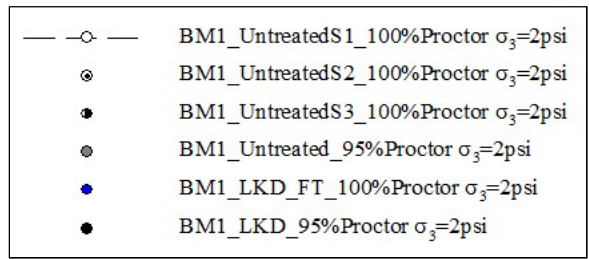 BM1_UntreatedS1_100%Proctor σ₃=2psi
BM1_UntreatedS2_100%Proctor σ₃=2psi
BM1_UntreatedS3_100%Proctor σ₃=2psi
BM1_Untreated_95%Proctor σ₃=2psi
BM1_LKD_FT_100%Proctor σ₃=2psi
BM1_LKD_95%Proctor σ₃=2psi